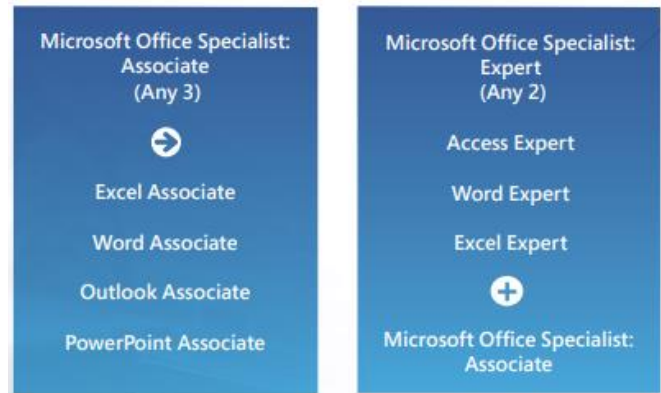 Microsoft Office Specialist:
Associate
(Any 3)
Excel Associate
Word Associate
Outlook Associate
PowerPoint Associate
Microsoft Office Specialist:
Expert
(Any 2)
Access Expert
Word Expert
Excel Expert
Microsoft Office Specialist:
Associate